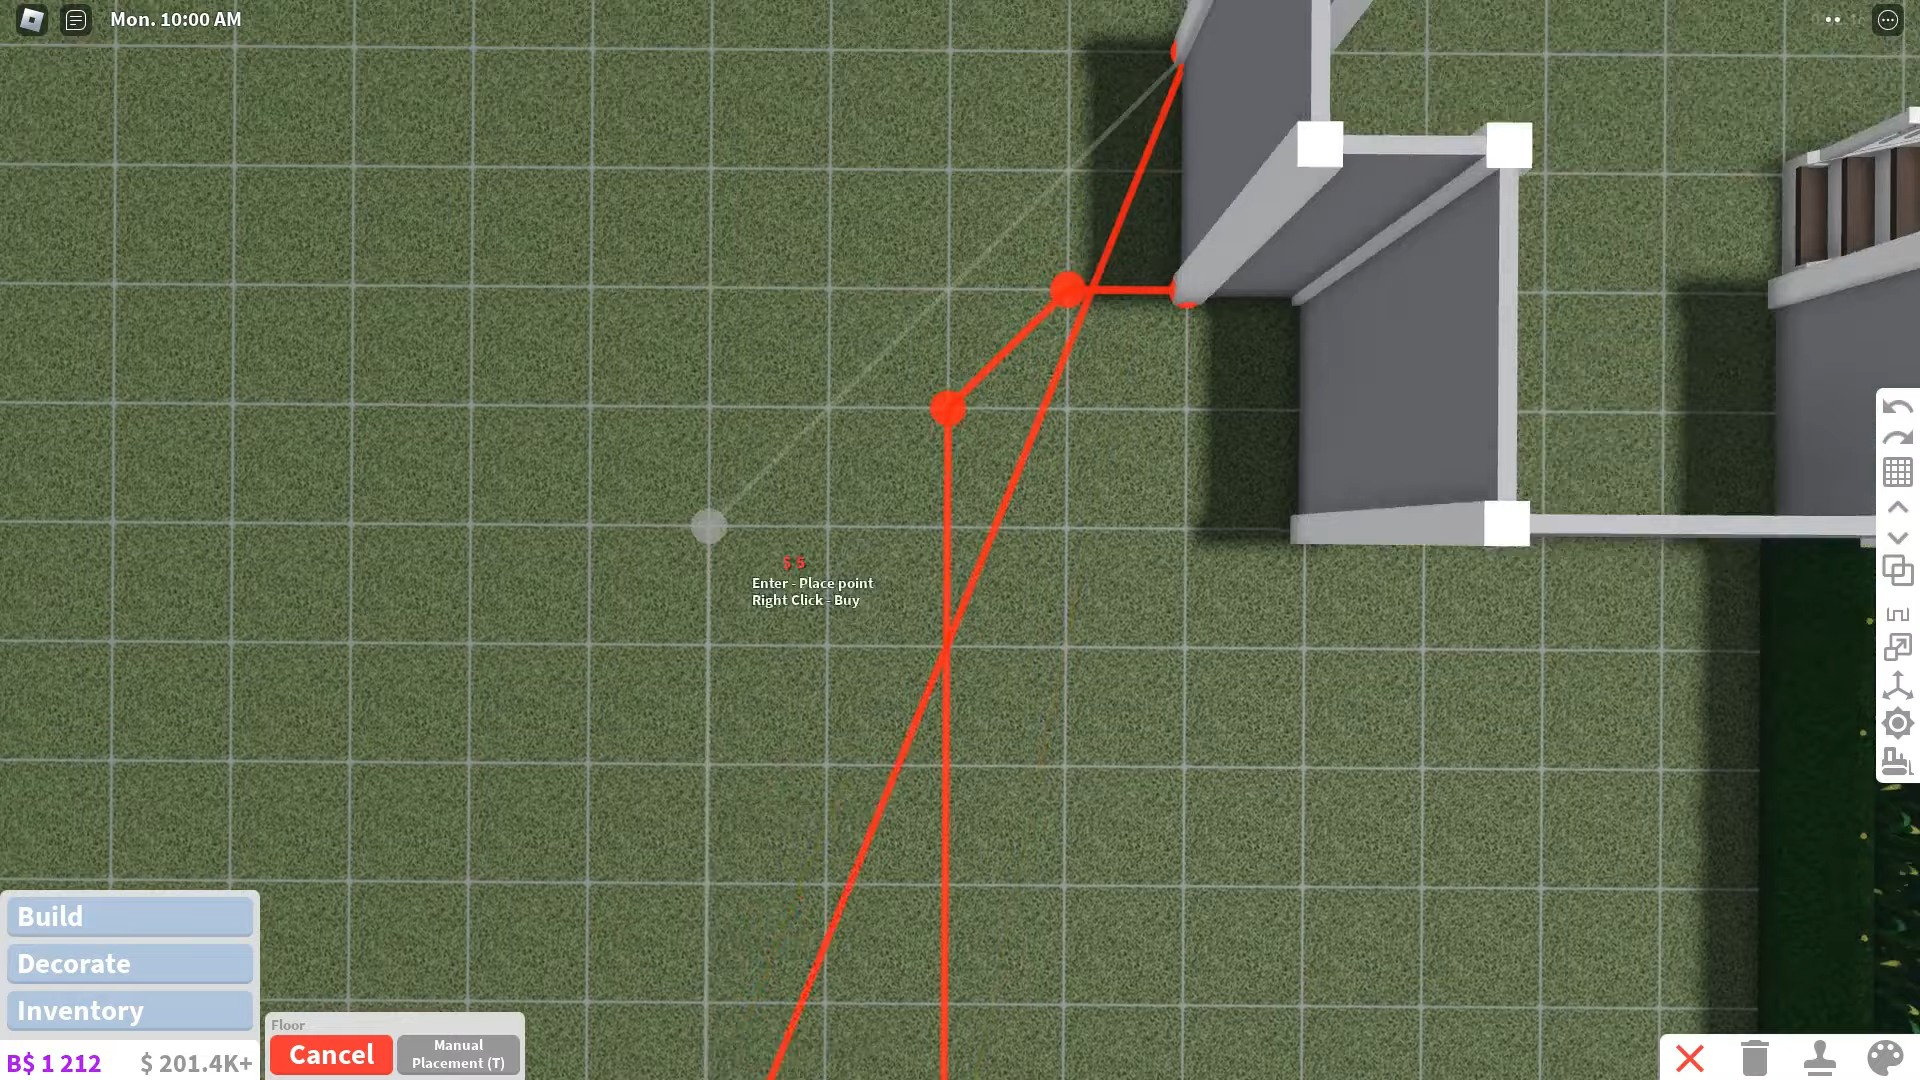 Mon. 10:00 AM
$ 5
Enter - Place point
Right Click - Buy
Build
Decorate
Inventory
B$ 1 212
$ 201.4K+
Floor
Cancel
Manual
Placement (T)